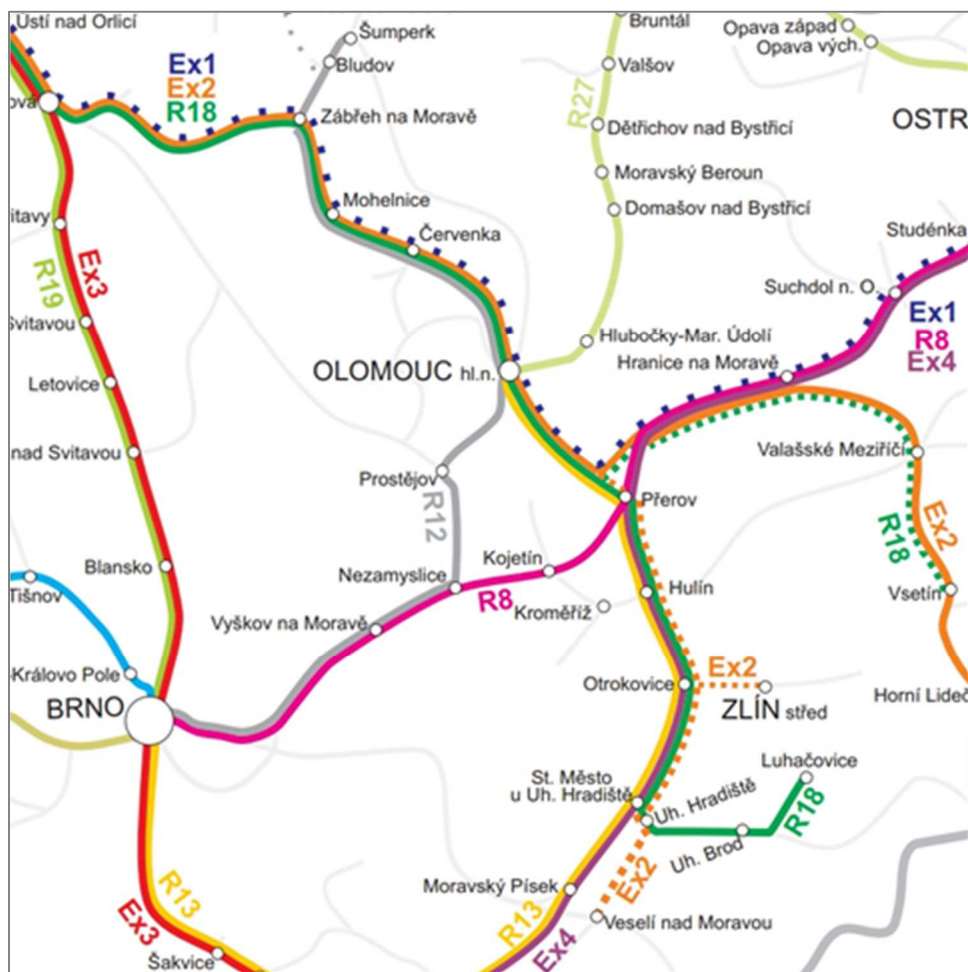 Ústí nad Orlicí
Šumperk
Bludov
Ex1
Ex2
R18
Zábřeh na Moravě
Bruntál
Valšov
R27
Dětřichov nad Bystřicí
Moravský Beroun
Domašov nad Bystřicí
Opava západ
Opava vých.
OSTR
ová
Mohelnice
Červenka
itavy
R19
Ex3
Svitavou
Letovice
nad Svitavou
Blansko
Studénka
Suchdol n. O.
Ex1
R8
Ex4
Hlubočky-Mar. Údolí
Hranice na Moravě
OLOMOUC hl.n.
Valašské Meziříčí
Prostějov
R12
Přerov
R18
Ex2
Kojetín
Nezamyslice
R8
Kroměříž
Hulín
Vsetín
Tišnov
Vyškov na Moravě
-Královo Pole
BRNO
Otrokovice
Ex2
ZLÍN střed
Horní Lideč
St. Město
u Uh. Hradiště
Luhačovice
Uh. Hradiště
R18
Uh. Brod
Ex2
Moravský Písek
R13
Ex4
Veselí nad Moravou
R13
Ex3
Šakvice